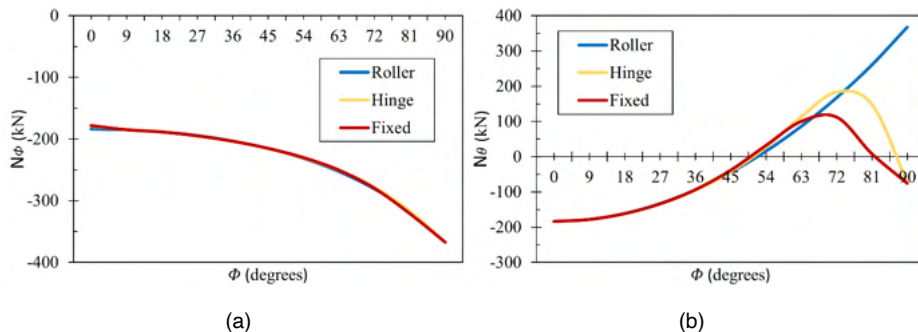 0
0 9 18 27 36 45 54 63 72 81 90
-100
-200
-300
-400
NΦ (kN)
Roller
Hinge
Fixed
Φ (degrees)
(a)
400
300
200
100
0
-100
-200
-300
Nθ (kN)
Roller
Hinge
Fixed
0 9 18 27 36 45 54 63 72 81 90
Φ (degrees)
(b)